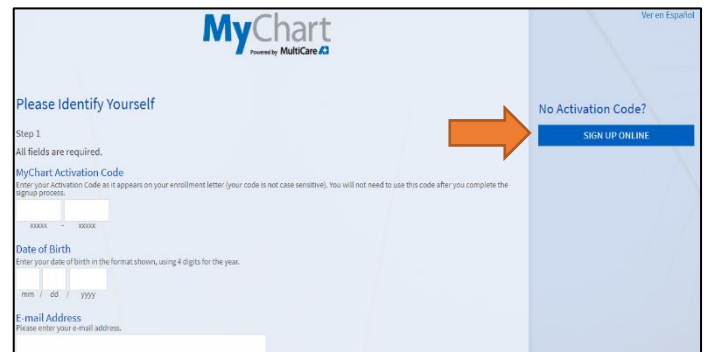 MyChart
Powered by MultiCare
Ver en Español
Please Identify Yourself
Step 1
All fields are required.
MyChart Activation Code
Enter your Activation Code as it appears on your enrollment letter (your code is not case sensitive). You will not need to use this code after you complete the
signup process.
xxxxx - xxxxx
Date of Birth
Enter your date of birth in the format shown, using 4 digits for the year.
mm / dd / yyyy
E-mail Address
Please enter your e-mail address.
No Activation Code?
SIGN UP ONLINE